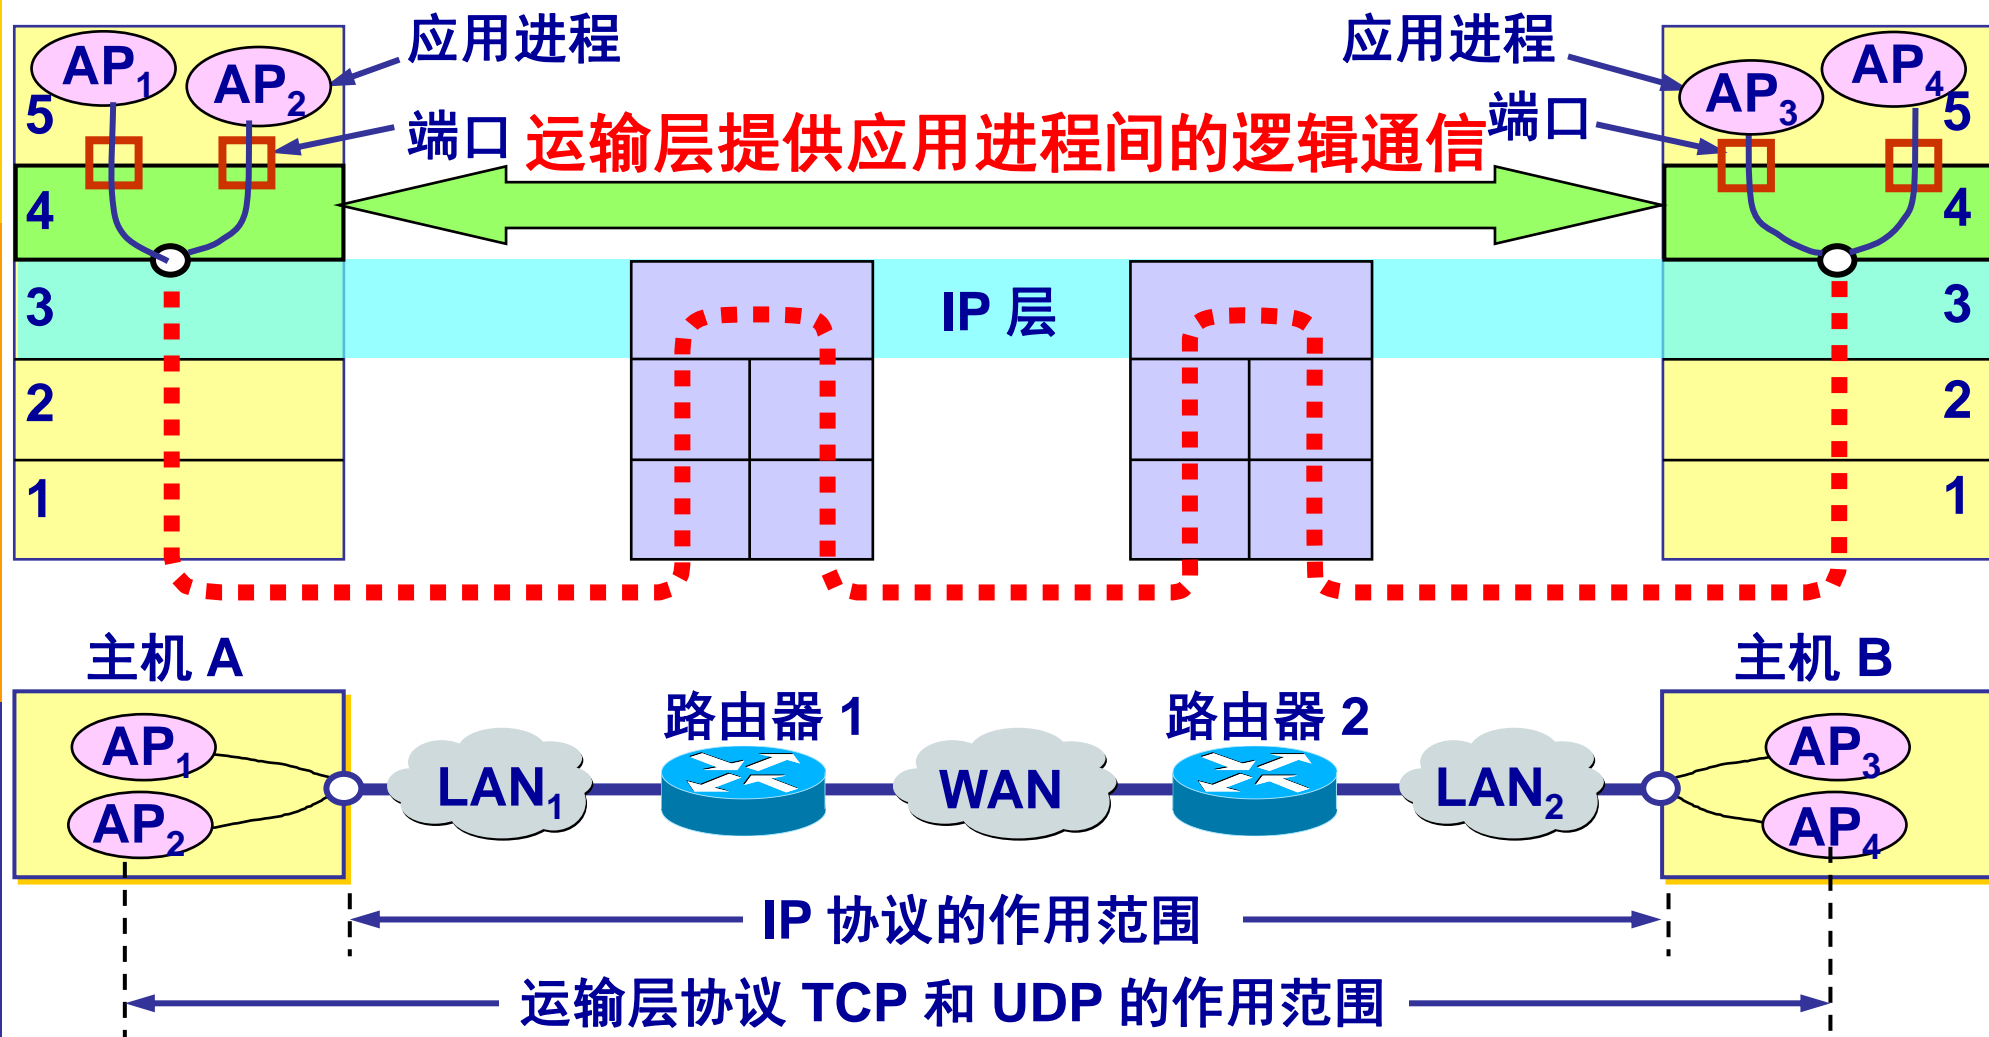 AP1
AP2
应用进程
应用进程
AP3
AP4
5
端口
运输层提供应用进程间的逻辑通信
端口
5
4
4
3
IP 层
3
2
2
1
1
主机 A
主机 B
路由器 1
路由器 2
AP1
AP2
LAN1
WAN
LAN2
AP3
AP4
IP 协议的作用范围
运输层协议 TCP 和 UDP 的作用范围